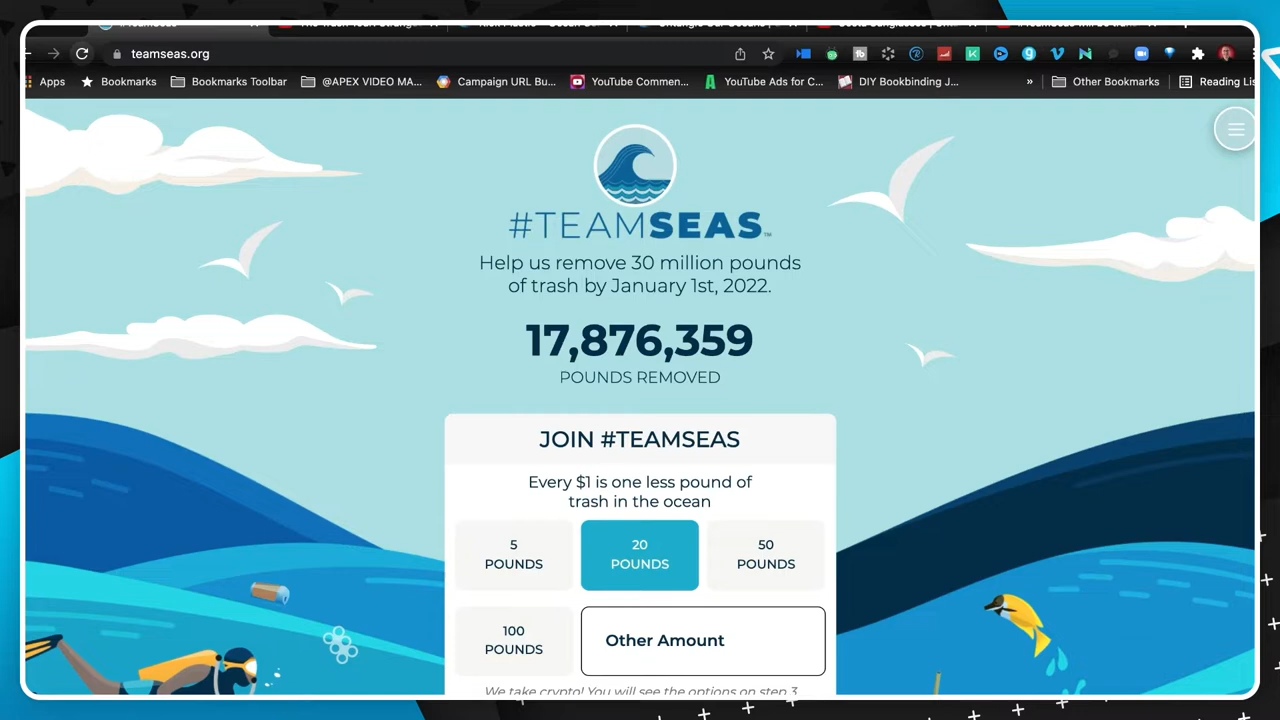 teamseas.org
Apps Bookmarks Bookmarks Toolbar @APEX VIDEO MA... Campaign URL Bu... YouTube Commen... YouTube Ads for C... DIY Bookbinding J... » Other Bookmarks Reading Lis
#TEAMSEAS™
Help us remove 30 million pounds
of trash by January 1st, 2022.
17,876,359
POUNDS REMOVED
JOIN #TEAMSEAS
Every $1 is one less pound of
trash in the ocean
5
POUNDS
20
POUNDS
50
POUNDS
100
POUNDS
Other Amount
We take crypto! You will see the options on step 3